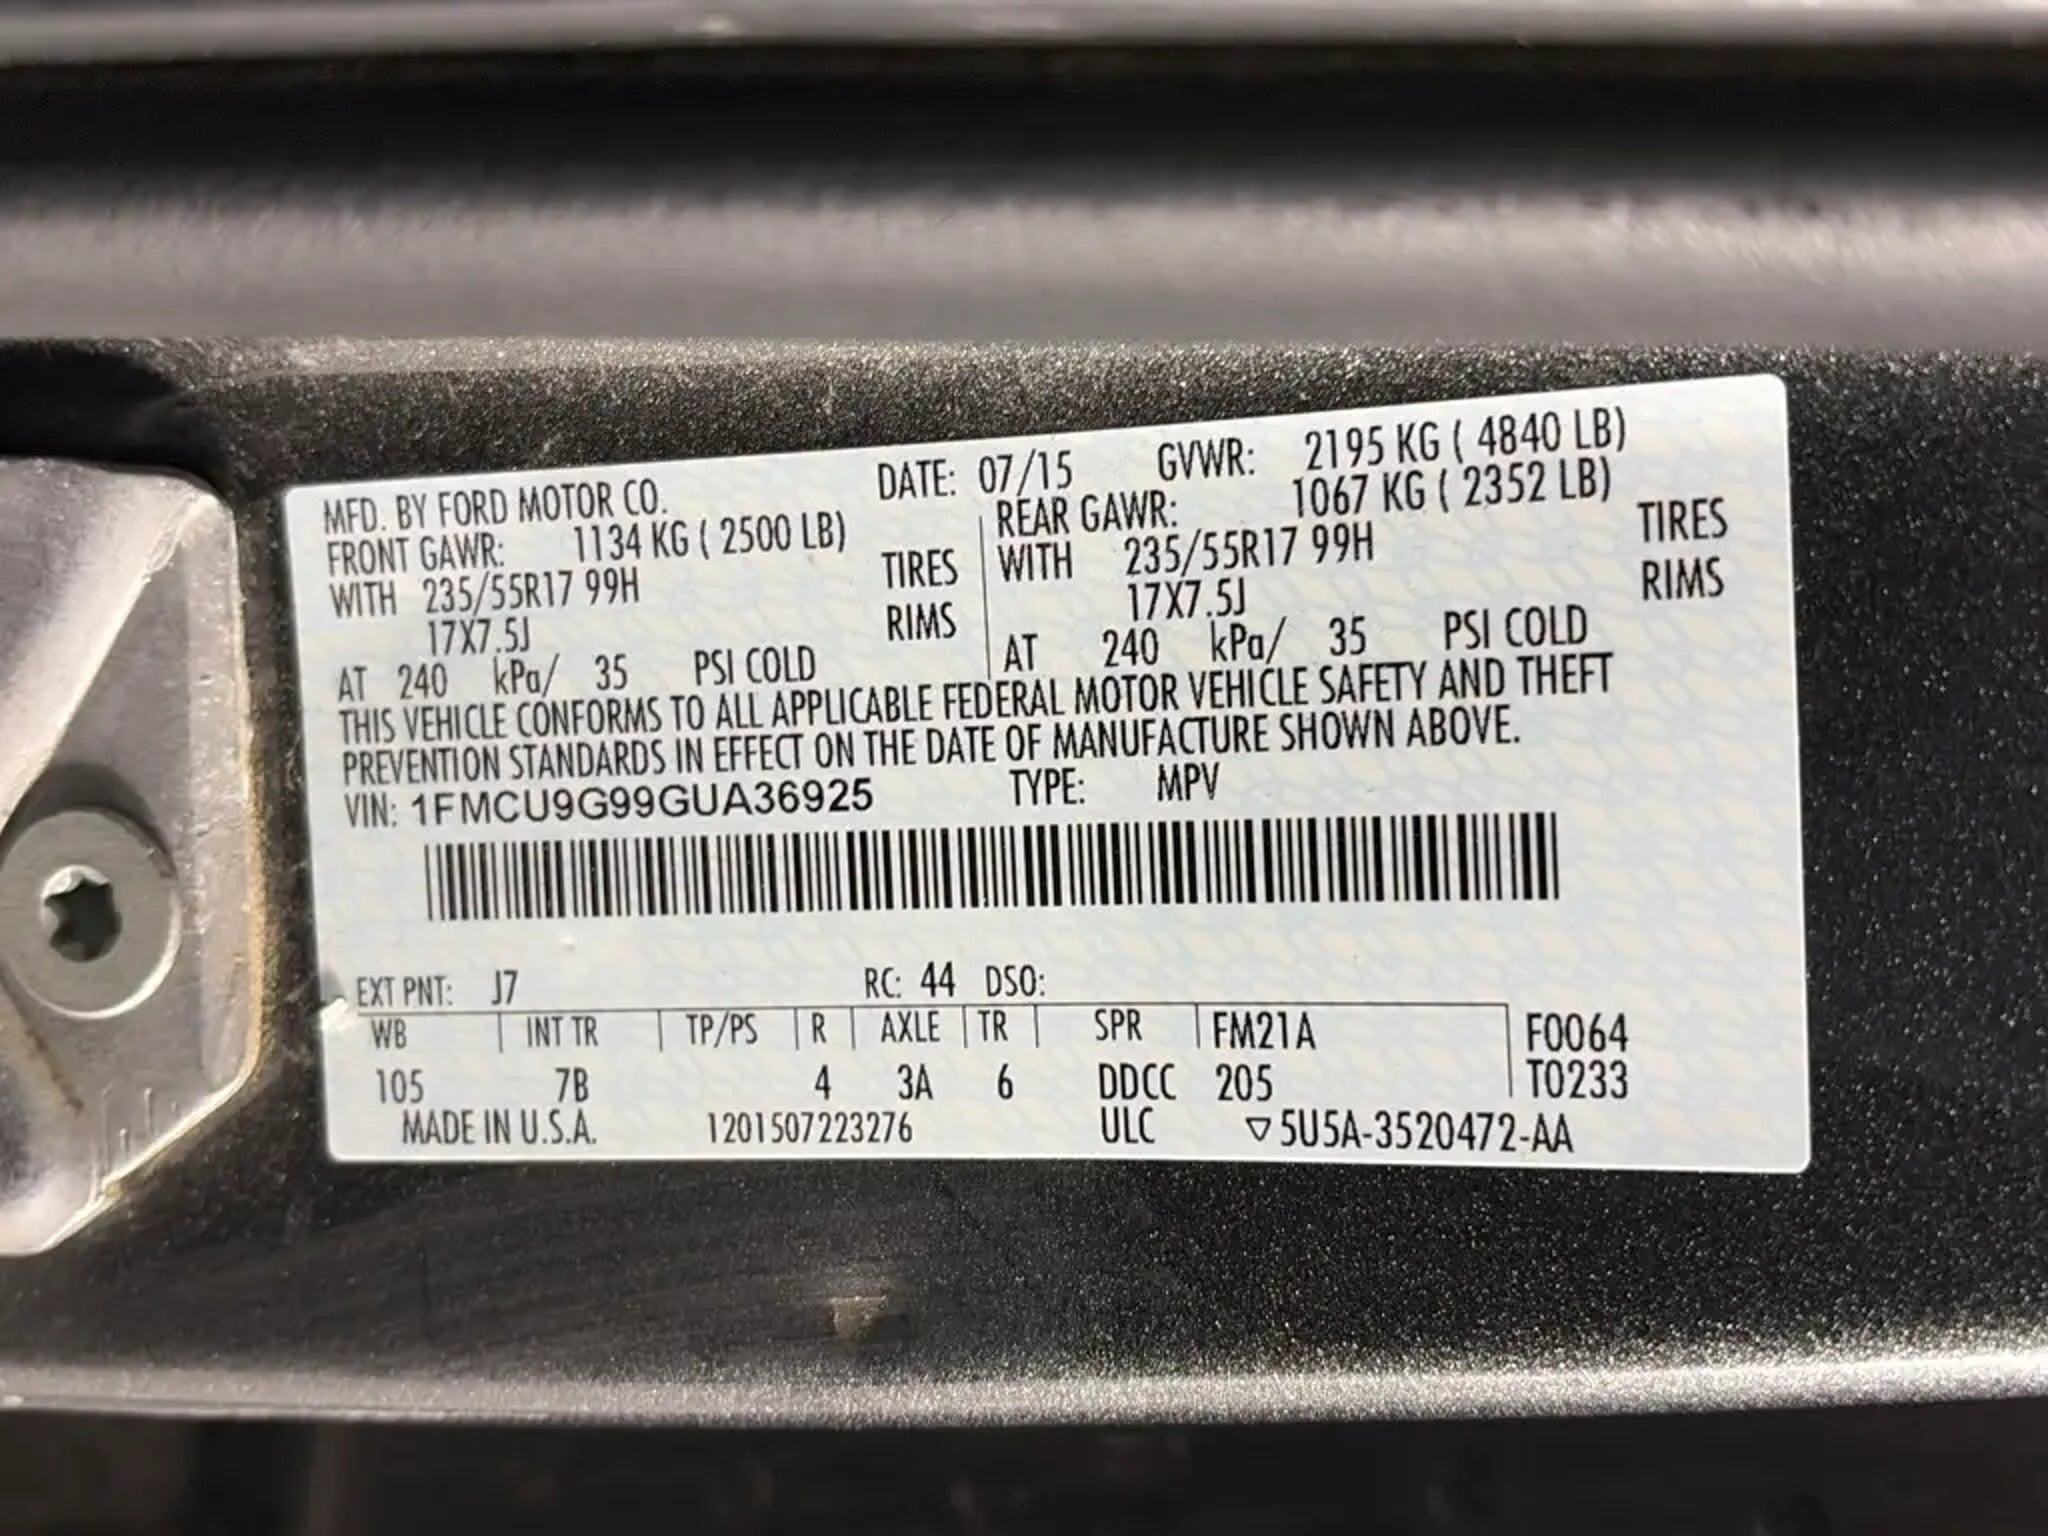 MFD. BY FORD MOTOR CO. DATE: 07/15 GVWR: 2195 KG ( 4840 LB)
FRONT GAWR: 1134 KG ( 2500 LB) REAR GAWR: 1067 KG ( 2352 LB)
WITH 235/55R17 99H TIRES WITH 235/55R17 99H TIRES
17X7.5J RIMS 17X7.5J RIMS
AT 240 kPa/ 35 PSI COLD AT 240 kPa/ 35 PSI COLD
THIS VEHICLE CONFORMS TO ALL APPLICABLE FEDERAL MOTOR VEHICLE SAFETY AND THEFT
PREVENTION STANDARDS IN EFFECT ON THE DATE OF MANUFACTURE SHOWN ABOVE.
VIN: 1FMCU9G99GUA36925 TYPE: MPV
EXT PNT: J7 RC: 44 DSO:
WB INT TR TP/PS R AXLE TR SPR FM21A F0064
105 7B 4 3A 6 DDCC 205 T0233
MADE IN U.S.A. 1201507223276 ULC ▽5U5A-3520472-AA